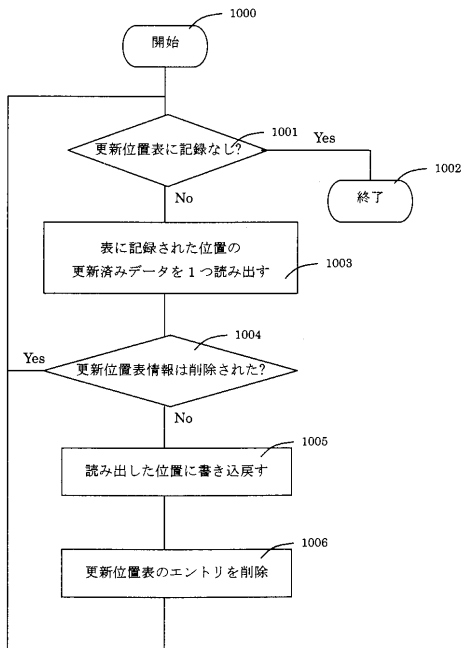 1000
開始
1001
更新位置表に記録なし?
Yes
1002
終了
No
表に記録された位置の
更新済みデータを1つ読み出す
1003
1004
Yes
更新位置表情報は削除された?
No
1005
読み出した位置に書き込戻す
1006
更新位置表のエントリを削除